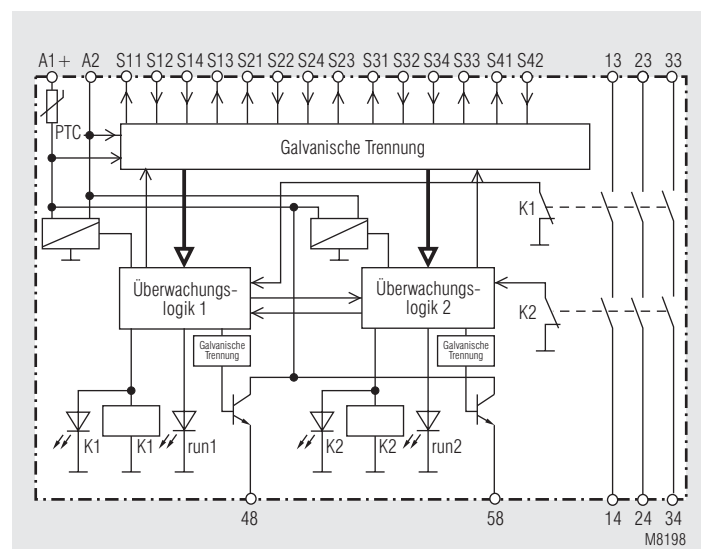 A1+ A2 S11 S12 S14 S13 S21 S22 S24 S23 S31 S32 S34 S33 S41 S42 13 23 33
PTC
Galvanische Trennung
K1
Überwachungs-
logik 1
Überwachungs-
logik 2
K2
Galvanische
Trennung
Galvanische
Trennung
K1 K1 run1 K2 K2 run2
48 58 14 24 34
M8198